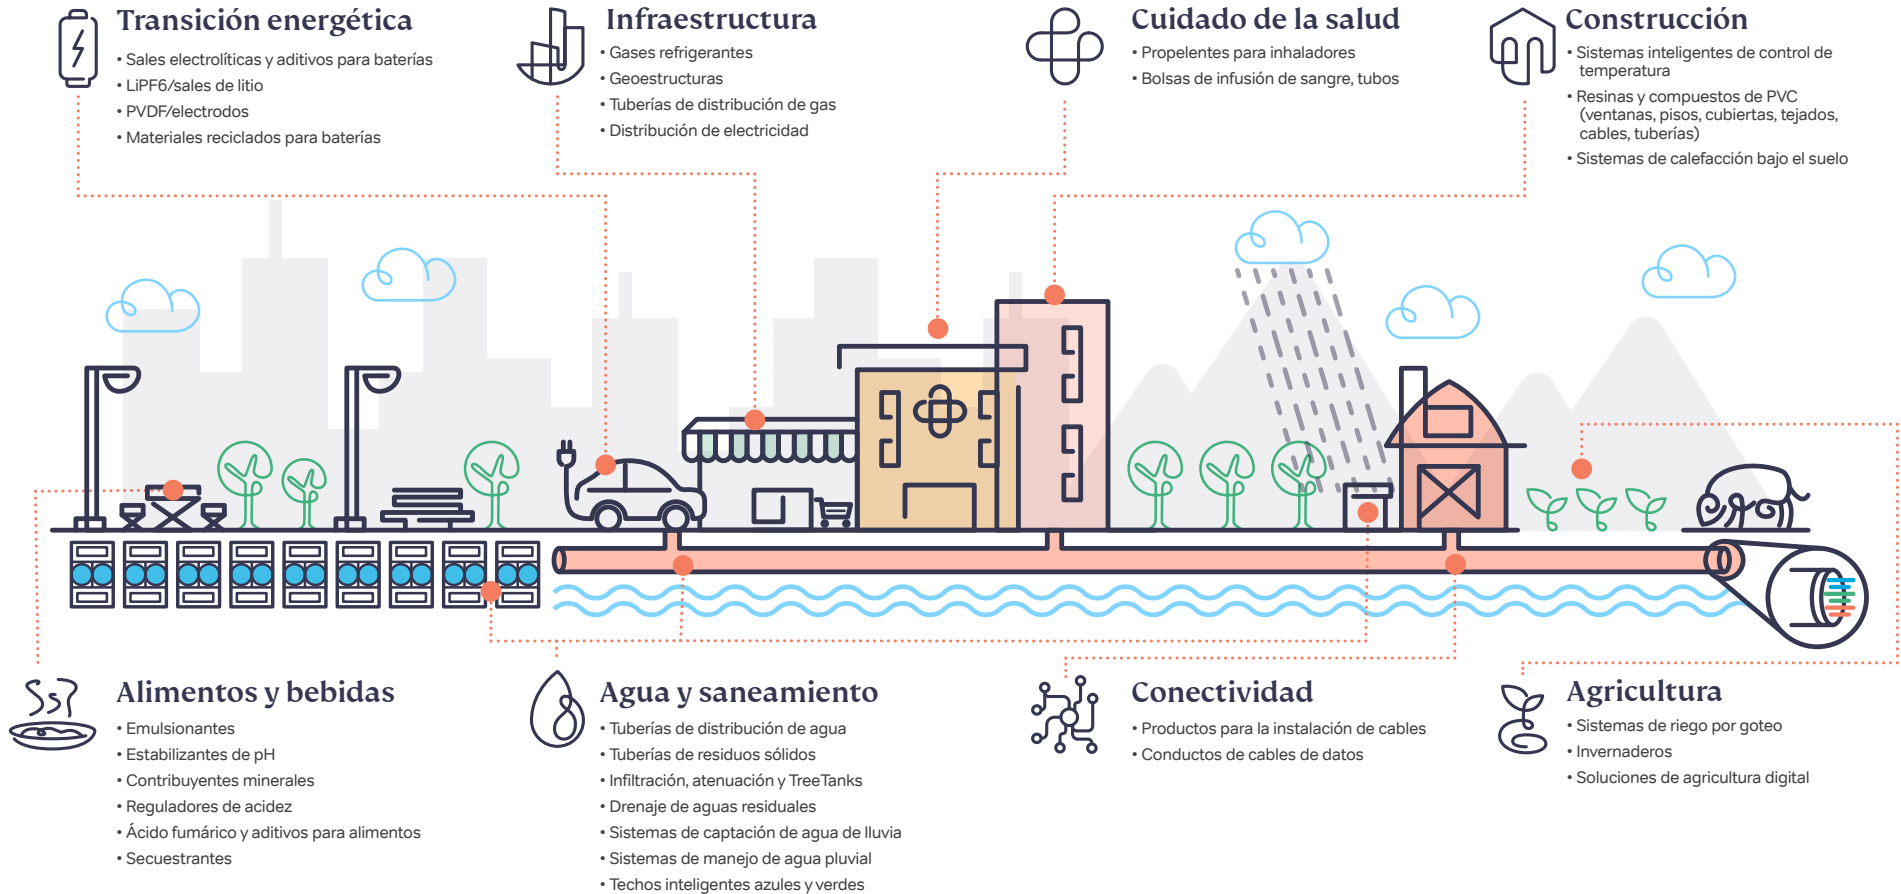 Transición energética
• Sales electrolíticas y aditivos para baterías
• LiPF6/sales de litio
• PVDF/electrodos
• Materiales reciclados para baterías
Infraestructura
• Gases refrigerantes
• Geoestructuras
• Tuberías de distribución de gas
• Distribución de electricidad
Cuidado de la salud
• Propelentes para inhaladores
• Bolsas de infusión de sangre, tubos
Construcción
• Sistemas inteligentes de control de
temperatura
• Resinas y compuestos de PVC
(ventanas, pisos, cubiertas, tejados,
cables, tuberías)
• Sistemas de calefacción bajo el suelo
Alimentos y bebidas
• Emulsionantes
• Estabilizantes de pH
• Contribuyentes minerales
• Reguladores de acidez
• Ácido fumárico y aditivos para alimentos
• Secuestrantes
Agua y saneamiento
• Tuberías de distribución de agua
• Tuberías de residuos sólidos
• Infiltración, atenuación y TreeTanks
• Drenaje de aguas residuales
• Sistemas de captación de agua de lluvia
• Sistemas de manejo de agua pluvial
• Techos inteligentes azules y verdes
Conectividad
• Productos para la instalación de cables
• Conductos de cables de datos
Agricultura
• Sistemas de riego por goteo
• Invernaderos
• Soluciones de agricultura digital